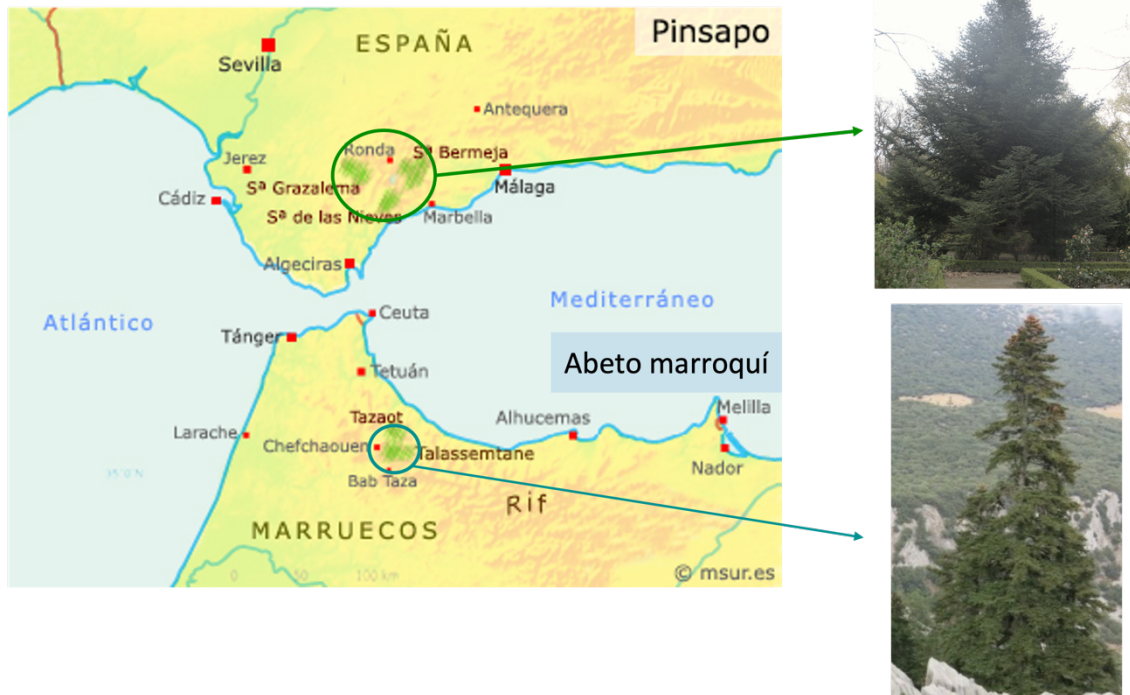 Pinsapo
ESPAÑA
Sevilla
Antequera
Ronda
Sª Bermeja
Jerez
Málaga
Sª Grazalema
Cádiz
Sª de las Nieves
Marbella
Algeciras
Mediterráneo
Atlántico
Ceuta
Tánger
Abeto marroquí
Tetuán
Melilla
Tazaot
Alhucemas
Larache
Chefchaouen
Talassemtane
Nador
Bab Taza
Rif
MARRUECOS
0 50 100 km
© msur.es